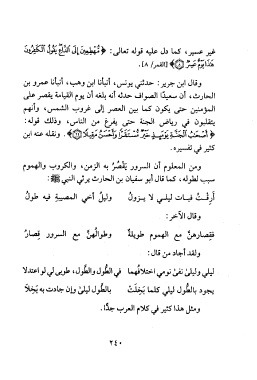 غير عسير، كما دل عليه قوله تعالى: ﴿مُّهْطِعِينَ إِلَى ٱلدَّاعِ يَقُولُ ٱلْكَٰفِرُونَ
هَٰذَا يَوْمٌ عَسِرٌ ۝٨﴾ [القمر/ ٨].
وقال ابن جرير: حدثني يونس، أنبأنا ابن وهب، أنبأنا عمرو بن
الحارث، أن سعيدًا الصواف حدثه أنه بلغه أن يوم القيامة يقصر على
المؤمنين حتى يكون كما بين العصر إلى غروب الشمس، وأنهم
يتقلبون في رياض الجنة حتى يفرغ من الناس، وذلك قوله:
﴿أَصْحَٰبُ ٱلْجَنَّةِ يَوْمَئِذٍ خَيْرٌ مُّسْتَقَرًّا وَأَحْسَنُ مَقِيلًا ۝٢٤﴾. ونقله عنه ابن
كثير في تفسيره.
ومن المعلوم أن السرور يَقْصُرُ به الزمن، والكروب والهموم
سبب لطوله، كما قال أبو سفيان بن الحارث يرثي النبي ﷺ:
أَرِقْتُ فبات ليلي لا يـزولُ وليلُ أخي المصيبةِ فيه طولُ
وقال الآخر:
فقصارهنَّ مع الهموم طويلةٌ وطوالُهنَّ مع السرور قِصارُ
ولقد أجاد من قال:
ليلي وليلى نفى نومي اختلافُهما في الطُّول والطَّول، طوبى لي لو اعتدلا
يجود بالطُّول ليلي كلما بَخِلَتْ بالطَّول ليلى وإن جادت به بَخِلَا
ومثل هذا كثير في كلام العرب جدًّا.
٢٤٠